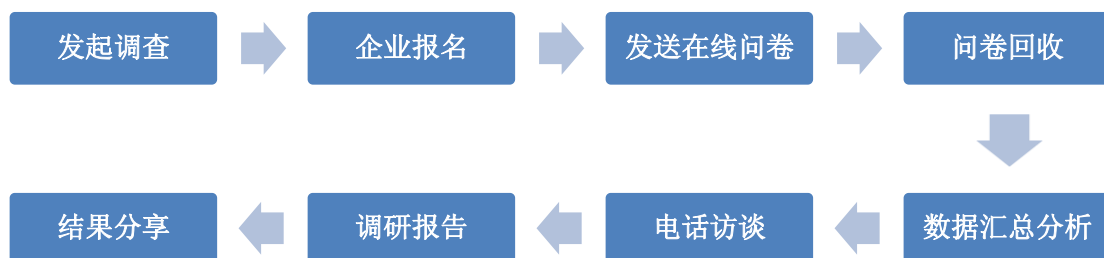 发起调查
企业报名
发送在线问卷
问卷回收
数据汇总分析
电话访谈
调研报告
结果分享